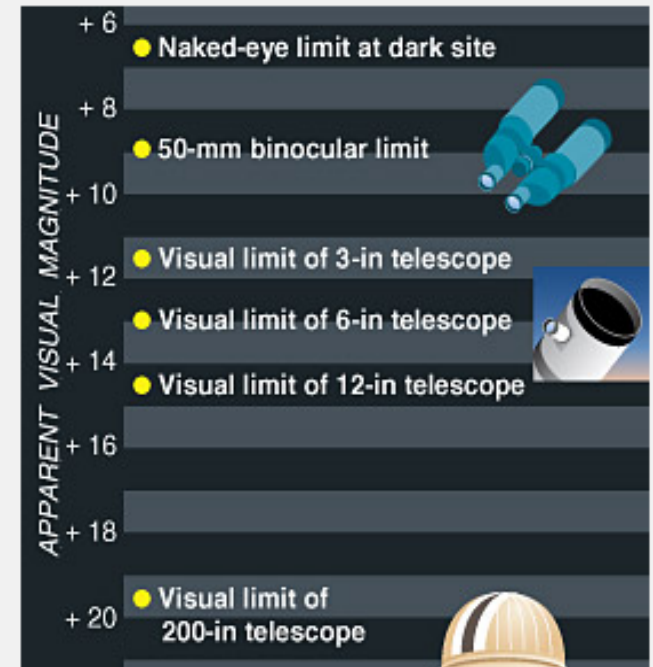 + 6
Naked-eye limit at dark site
+ 8
50-mm binocular limit
+ 10
Visual limit of 3-in telescope
+ 12
Visual limit of 6-in telescope
+ 14
Visual limit of 12-in telescope
+ 16
+ 18
Visual limit of
+ 20
200-in telescope
APPARENT VISUAL MAGNITUDE